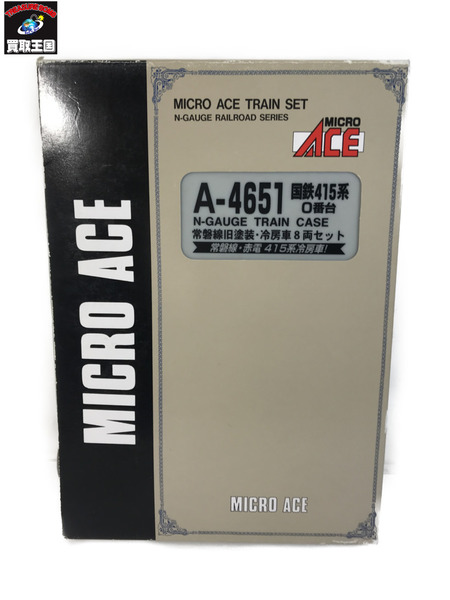 買取王国
MICRO ACE TRAIN SET
N-GAUGE RAILROAD SERIES
MICRO
ACE
A-4651 国鉄415系
0番台
N-GAUGE TRAIN CASE
常磐線旧塗装・冷房車8両セット
常磐線・赤電 415系冷房車!
MICRO ACE
MICRO ACE